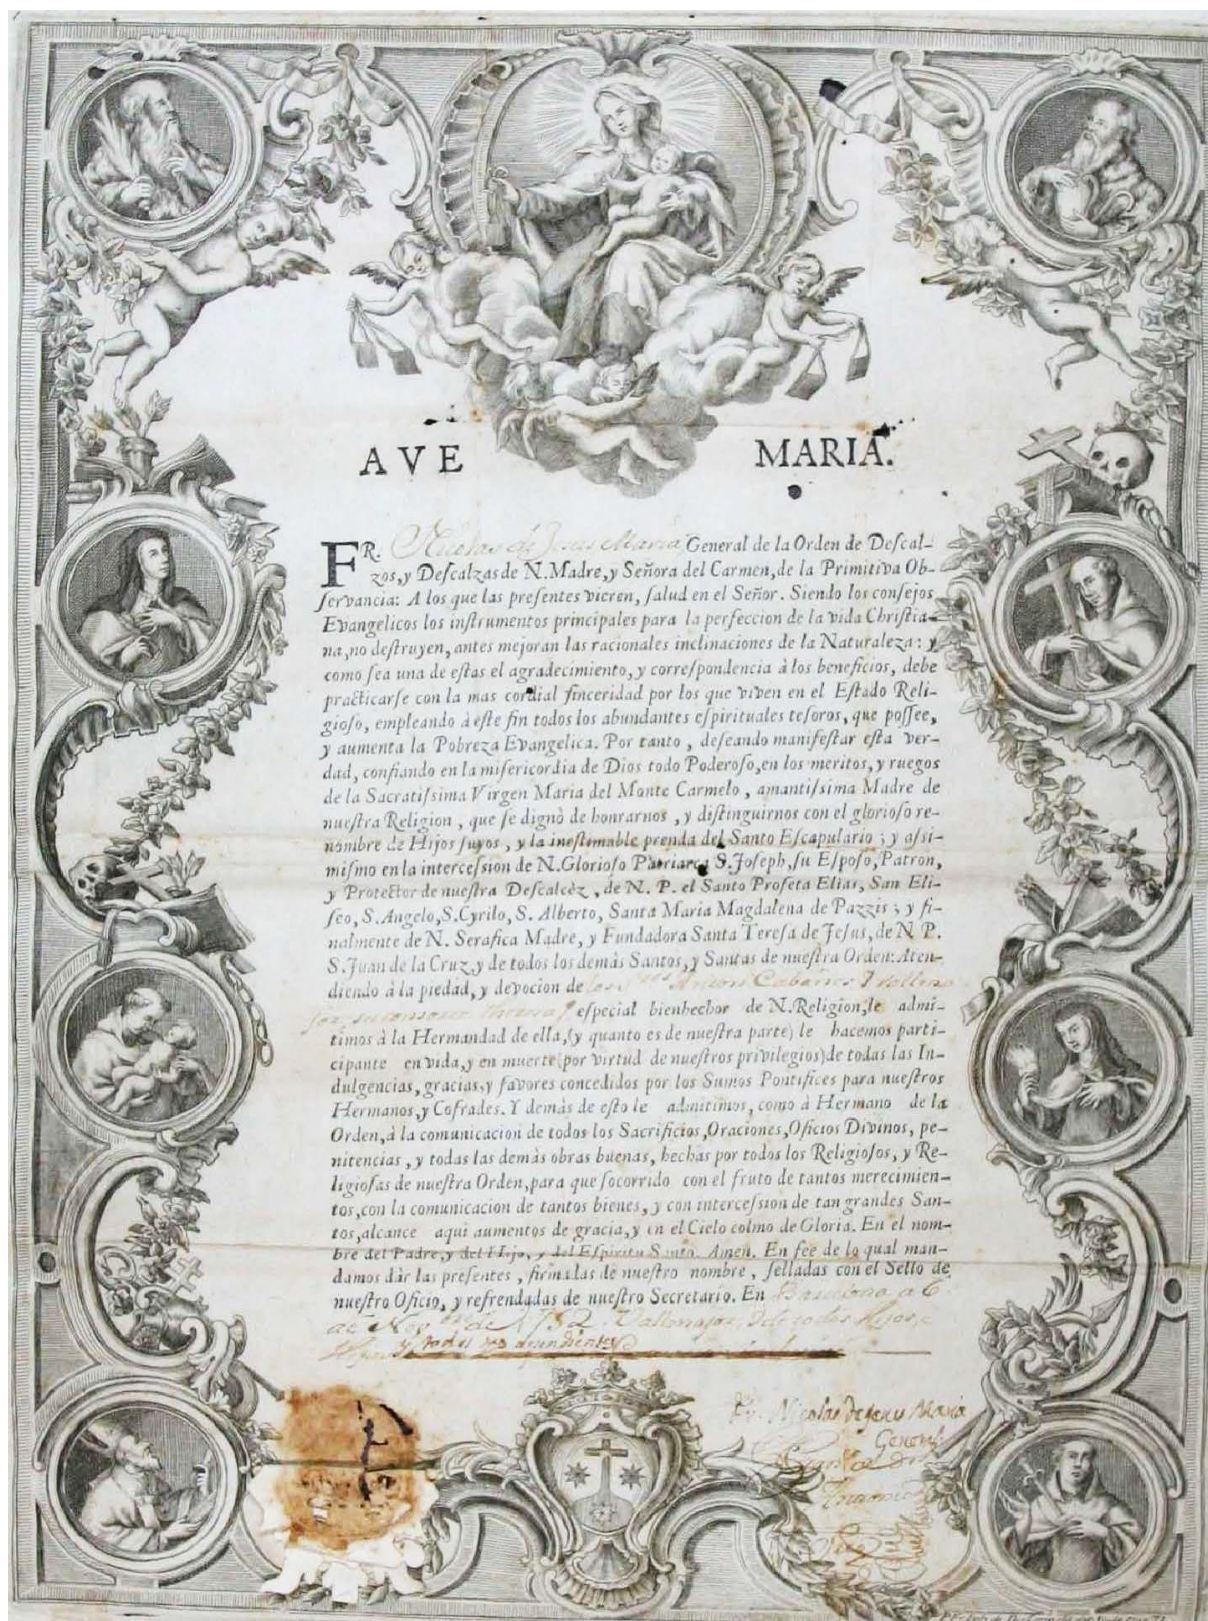 AVE MARIA.
FR. Nicolas de Jesus Maria General de la Orden de Descal-
zos, y Descalzas de N. Madre, y Señora del Carmen, de la Primitiva Ob-
servancia: A los que las presentes vieren, salud en el Señor. Siendo los consejos
Evangelicos los instrumentos principales para la perfeccion de la vida Christia-
na, no destruyen, antes mejoran las racionales inclinaciones de la Naturaleza: y
como sea una de estas el agradecimiento, y correspondencia à los beneficios, debe
practicarse con la mas cordial sinceridad por los que viven en el Estado Reli-
gioso, empleando à este fin todos los abundantes espirituales tesoros, que possee,
y aumenta la Pobreza Evangelica. Por tanto, deseando manifestar esta ver-
dad, confiando en la misericordia de Dios todo Poderoso, en los meritos, y ruegos
de la Sacratissima Virgen Maria del Monte Carmelo, amantissima Madre de
nuestra Religion, que se dignò de honrarnos, y distinguirnos con el glorioso re-
nombre de Hijos suyos, y la inestimable prenda del Santo Escapulario; y assi-
mismo en la intercession de N. Glorioso Patriarca S. Joseph, su Esposo, Patron,
y Protector de nuestra Descalcèz, de N. P. el Santo Profeta Elias, San Eli-
seo, S. Angelo, S. Cyrilo, S. Alberto, Santa Maria Magdalena de Pazzis; y fi-
nalmente de N. Serafica Madre, y Fundadora Santa Teresa de Jesus, de N. P.
S. Juan de la Cruz, y de todos los demàs Santos, y Santas de nuestra Orden: Aten-
diendo à la piedad, y devocion de los Anton Cabañes
especial bienhechor de N. Religion, le admi-
timos à la Hermandad de ella, (y quanto es de nuestra parte) le hacemos parti-
cipante en vida, y en muerte (por virtud de nuestros privilegios) de todas las In-
dulgencias, gracias, y favores concedidos por los Sumos Pontifices para nuestros
Hermanos, y Cofrades. Y demàs de esto le admitimos, como à Hermano de la
Orden, à la comunicacion de todos los Sacrificios, Oraciones, Oficios Divinos, pe-
nitencias, y todas las demàs obras buenas, hechas por todos los Religiosos, y Re-
ligiosas de nuestra Orden, para que socorrido con el fruto de tantos merecimien-
tos, con la comunicacion de tantos bienes, y con intercession de tan grandes San-
tos, alcance aqui aumentos de gracia, y en el Cielo colmo de Gloria. En el nom-
bre del Padre, y del Hijo, y del Espiritu Santo. Amen. En fee de lo qual man-
damos dàr las presentes, firmadas de nuestro nombre, selladas con el Sello de
nuestro Oficio, y refrendadas de nuestro Secretario. En Barcelona a 6
de de 1752. de todos Hijos,
y todos
Fr. Nicolas de Jesus Maria
General